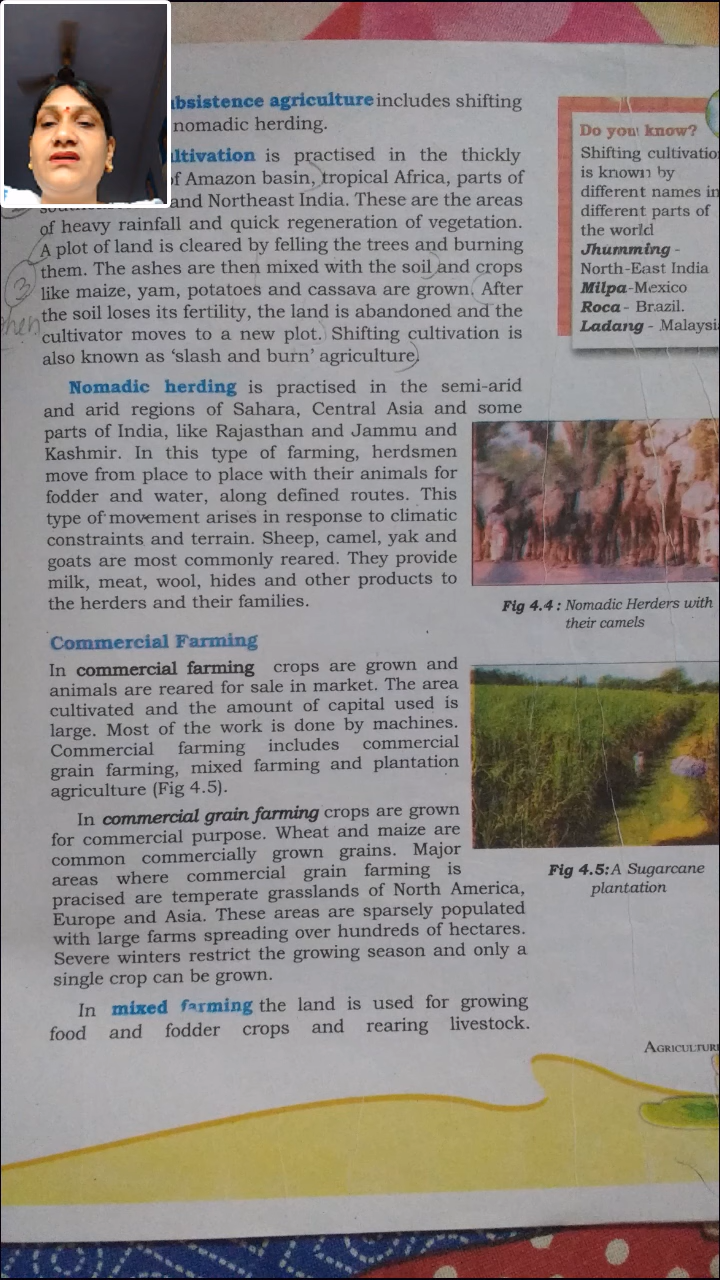 ubsistence agriculture includes shifting
nomadic herding.
ultivation is practised in the thickly
of Amazon basin, tropical Africa, parts of
and Northeast India. These are the areas
of heavy rainfall and quick regeneration of vegetation.
A plot of land is cleared by felling the trees and burning
them. The ashes are then mixed with the soil and crops
3
like maize, yam, potatoes and cassava are grown. After
the soil loses its fertility, the land is abandoned and the
cultivator moves to a new plot. Shifting cultivation is
also known as 'slash and burn' agriculture.
Nomadic herding is practised in the semi-arid
and arid regions of Sahara, Central Asia and some
parts of India, like Rajasthan and Jammu and
Kashmir. In this type of farming, herdsmen
move from place to place with their animals for
fodder and water, along defined routes. This
type of movement arises in response to climatic
constraints and terrain. Sheep, camel, yak and
goats are most commonly reared. They provide
milk, meat, wool, hides and other products to
the herders and their families.
Commercial Farming
In commercial farming crops are grown and
animals are reared for sale in market. The area
cultivated and the amount of capital used is
large. Most of the work is done by machines.
Commercial farming includes commercial
grain farming, mixed farming and plantation
agriculture (Fig 4.5).
In commercial grain farming crops are grown
for commercial purpose. Wheat and maize are
common commercially grown grains. Major
areas where commercial grain farming is
pracised are temperate grasslands of North America,
Europe and Asia. These areas are sparsely populated
with large farms spreading over hundreds of hectares.
Severe winters restrict the growing season and only a
single crop can be grown.
In mixed farming the land is used for growing
food and fodder crops and rearing livestock.
Do you know?
Shifting cultivatio
is known by
different names in
different parts of
the world
Jhumming -
North-East India
Milpa-Mexico
Roca - Brazil.
Ladang - Malaysi
Fig 4.4 : Nomadic Herders with
their camels
Fig 4.5: A Sugarcane
plantation
AGRICULTUR